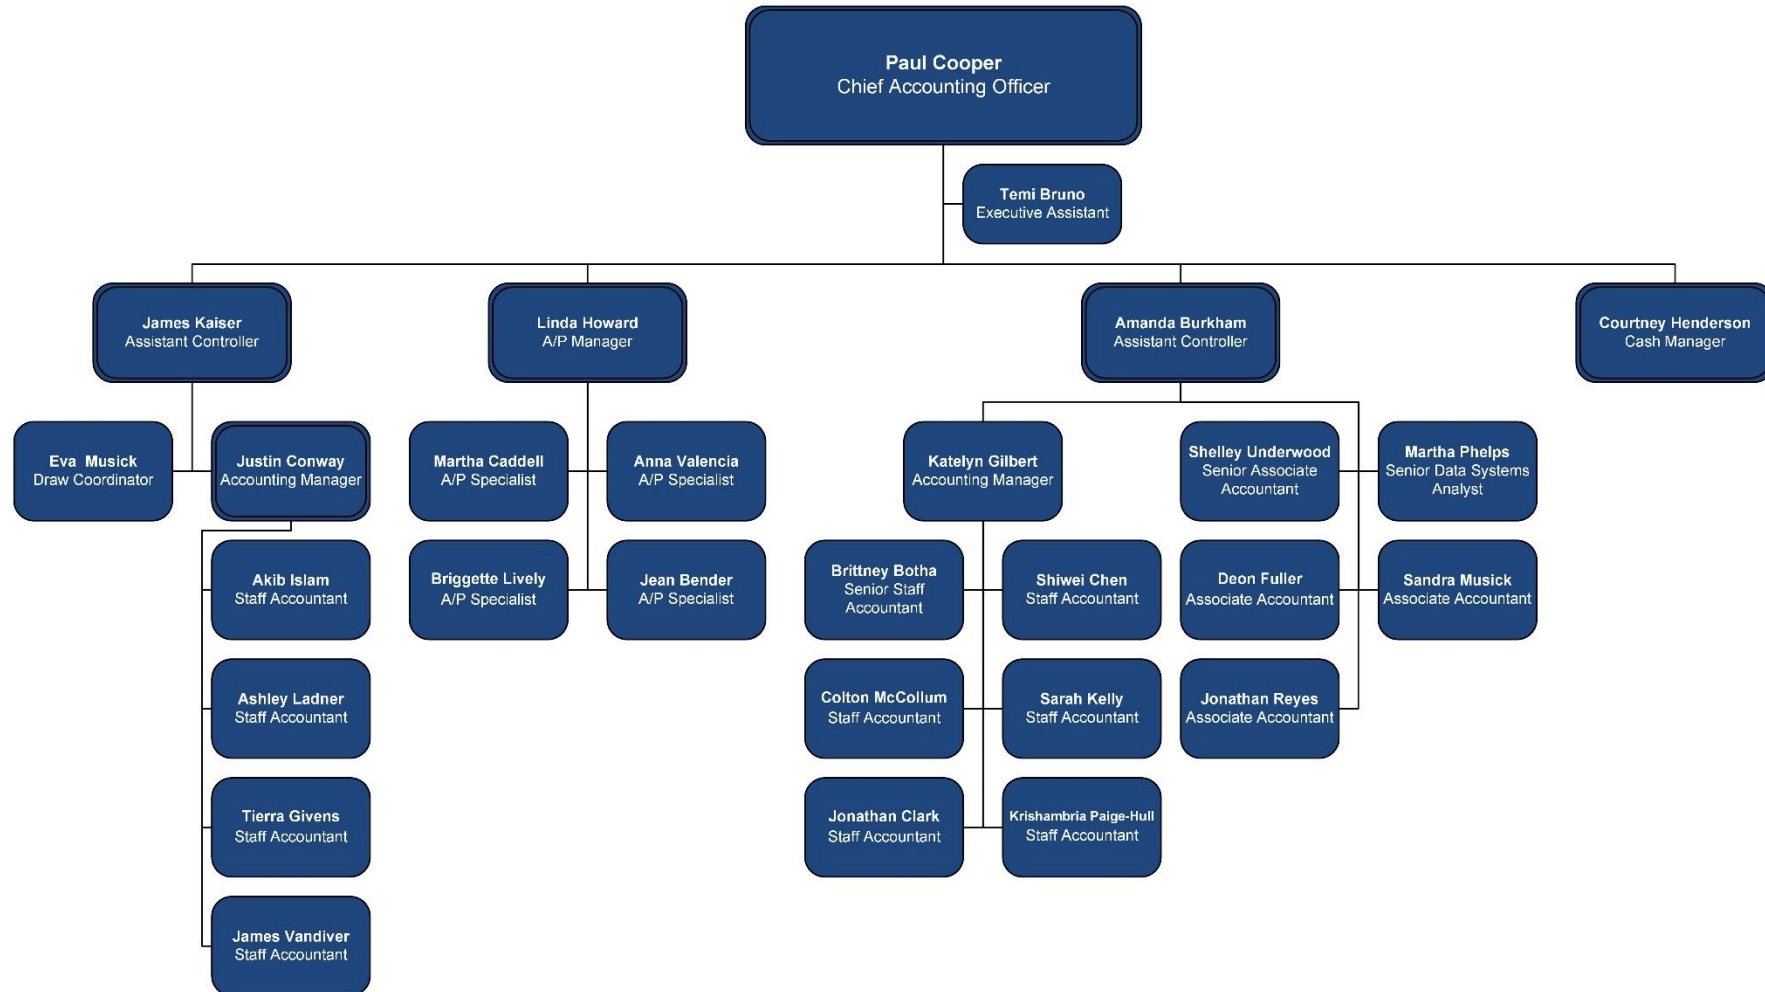 Paul Cooper
Chief Accounting Officer
Temi Bruno
Executive Assistant
James Kaiser
Assistant Controller
Linda Howard
A/P Manager
Amanda Burkham
Assistant Controller
Courtney Henderson
Cash Manager
Eva  Musick
Draw Coordinator
Justin Conway
Accounting Manager
Martha Caddell
A/P Specialist
Anna Valencia
A/P Specialist
Katelyn Gilbert
Accounting Manager
Shelley Underwood
Senior Associate
Accountant
Martha Phelps
Senior Data Systems
Analyst
Akib Islam
Staff Accountant
Briggette Lively
A/P Specialist
Jean Bender
A/P Specialist
Brittney Botha
Senior Staff
Accountant
Shiwei Chen
Staff Accountant
Deon Fuller
Associate Accountant
Sandra Musick
Associate Accountant
Ashley Ladner
Staff Accountant
Colton McCollum
Staff Accountant
Sarah Kelly
Staff Accountant
Jonathan Reyes
Associate Accountant
Tierra Givens
Staff Accountant
Jonathan Clark
Staff Accountant
Krishambria Paige-Hull
Staff Accountant
James Vandiver
Staff Accountant